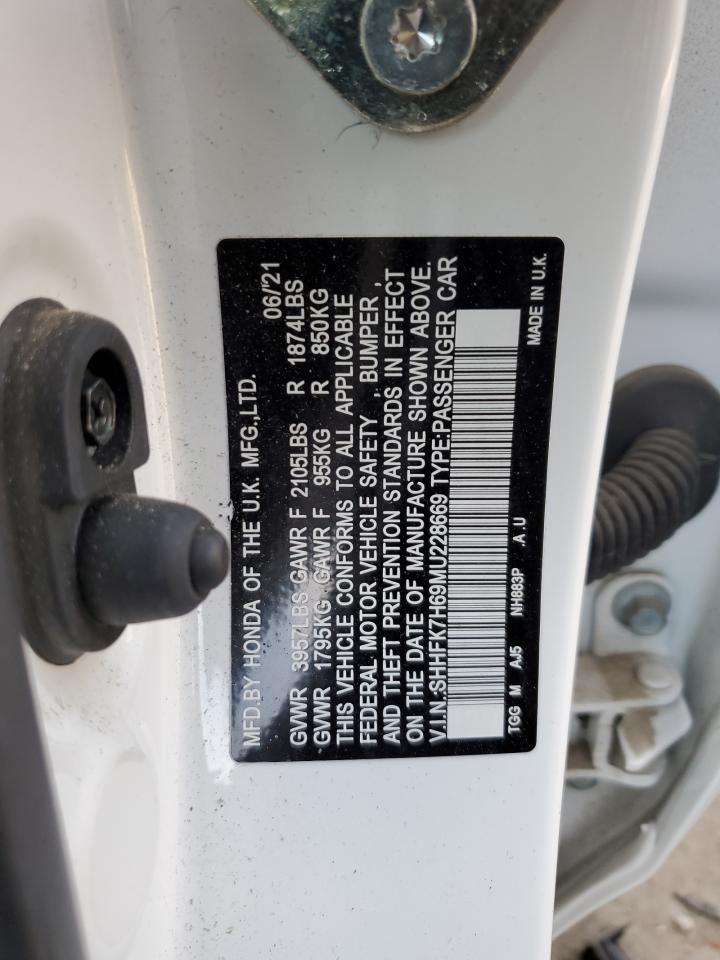 MFD.BY HONDA OF THE U.K. MFG.,LTD. 06/'21
GVWR 3957LBS GAWR F 2105LBS R 1874LBS
GVWR 1795KG GAWR F 955KG R 850KG
THIS VEHICLE CONFORMS TO ALL APPLICABLE
FEDERAL MOTOR VEHICLE SAFETY , BUMPER ,
AND THEFT PREVENTION STANDARDS IN EFFECT
ON THE DATE OF MANUFACTURE SHOWN ABOVE.
V.I.N.:SHHFK7H69MU228669 TYPE:PASSENGER CAR
TGG M AJ5 NH883P .A .U MADE IN U.K.